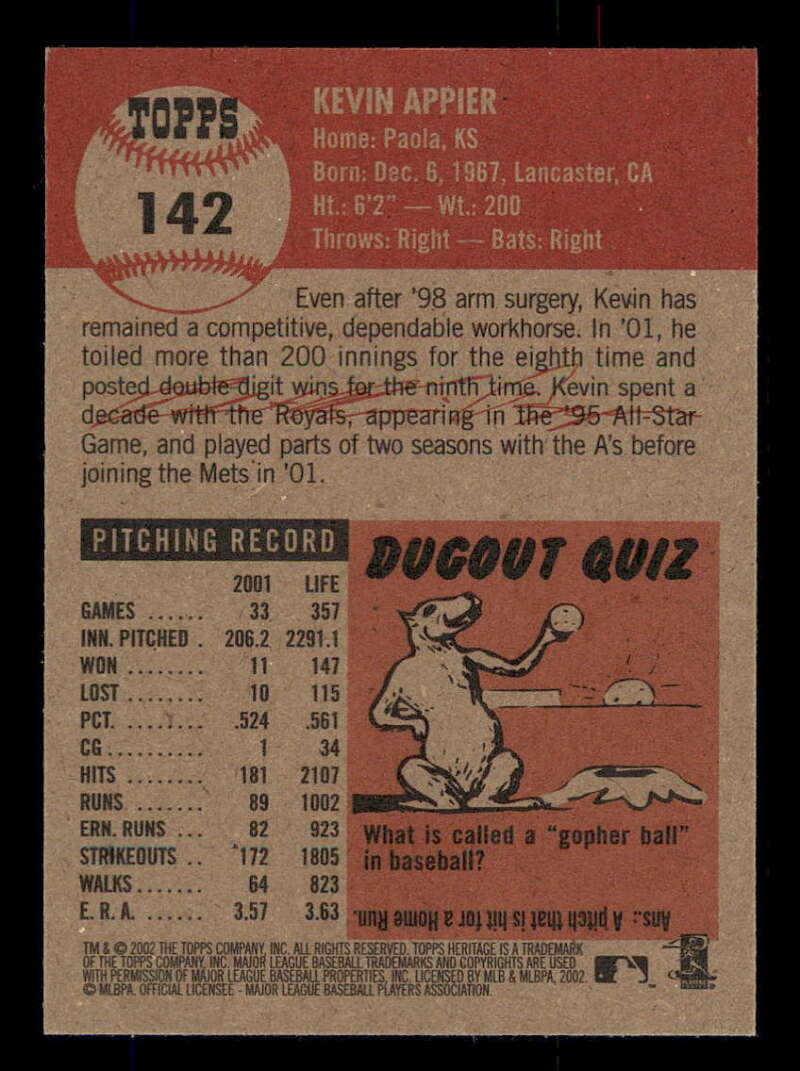 TOPPS
142
KEVIN APPIER
Home: Paola, KS
Born: Dec. 6, 1967, Lancaster, CA
Ht.: 6'2" — Wt.: 200
Throws: Right — Bats: Right
Even after '98 arm surgery, Kevin has
remained a competitive, dependable workhorse. In '01, he
toiled more than 200 innings for the eighth time and
posted double-digit wins for the ninth time. Kevin spent a
decade with the Royals, appearing in the '95 All-Star
Game, and played parts of two seasons with the A's before
joining the Mets in '01.
PITCHING RECORD
2001 LIFE
GAMES ...... 33 357
INN. PITCHED . 206.2 2291.1
WON ........ 11 147
LOST ........ 10 115
PCT. ........ .524 .561
CG .......... 1 34
HITS ........ 181 2107
RUNS ....... 89 1002
ERN. RUNS ... 82 923
STRIKEOUTS .. *172 1805
WALKS ....... 64 823
E.R.A. ...... 3.57 3.63
DUGOUT QUIZ
What is called a "gopher ball"
in baseball?
Ans.: A pitch that is hit for a Home Run.
TM & © 2002 THE TOPPS COMPANY, INC. ALL RIGHTS RESERVED. TOPPS HERITAGE IS A TRADEMARK
OF THE TOPPS COMPANY, INC. MAJOR LEAGUE BASEBALL TRADEMARKS AND COPYRIGHTS ARE USED
WITH PERMISSION OF MAJOR LEAGUE BASEBALL PROPERTIES, INC. LICENSED BY MLB & MLBPA, 2002.
© MLBPA. OFFICIAL LICENSEE - MAJOR LEAGUE BASEBALL PLAYERS ASSOCIATION.